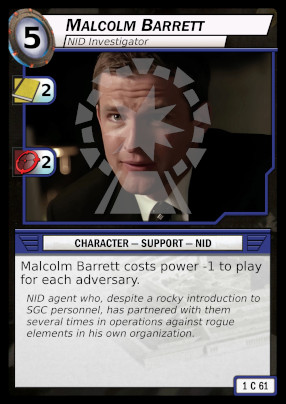 5
MALCOLM BARRETT
NID Investigator
2
2
CHARACTER – SUPPORT – NID
Malcolm Barrett costs power -1 to play
for each adversary.
NID agent who, despite a rocky introduction to
SGC personnel, has partnered with them
several times in operations against rogue
elements in his own organization.
1 C 61